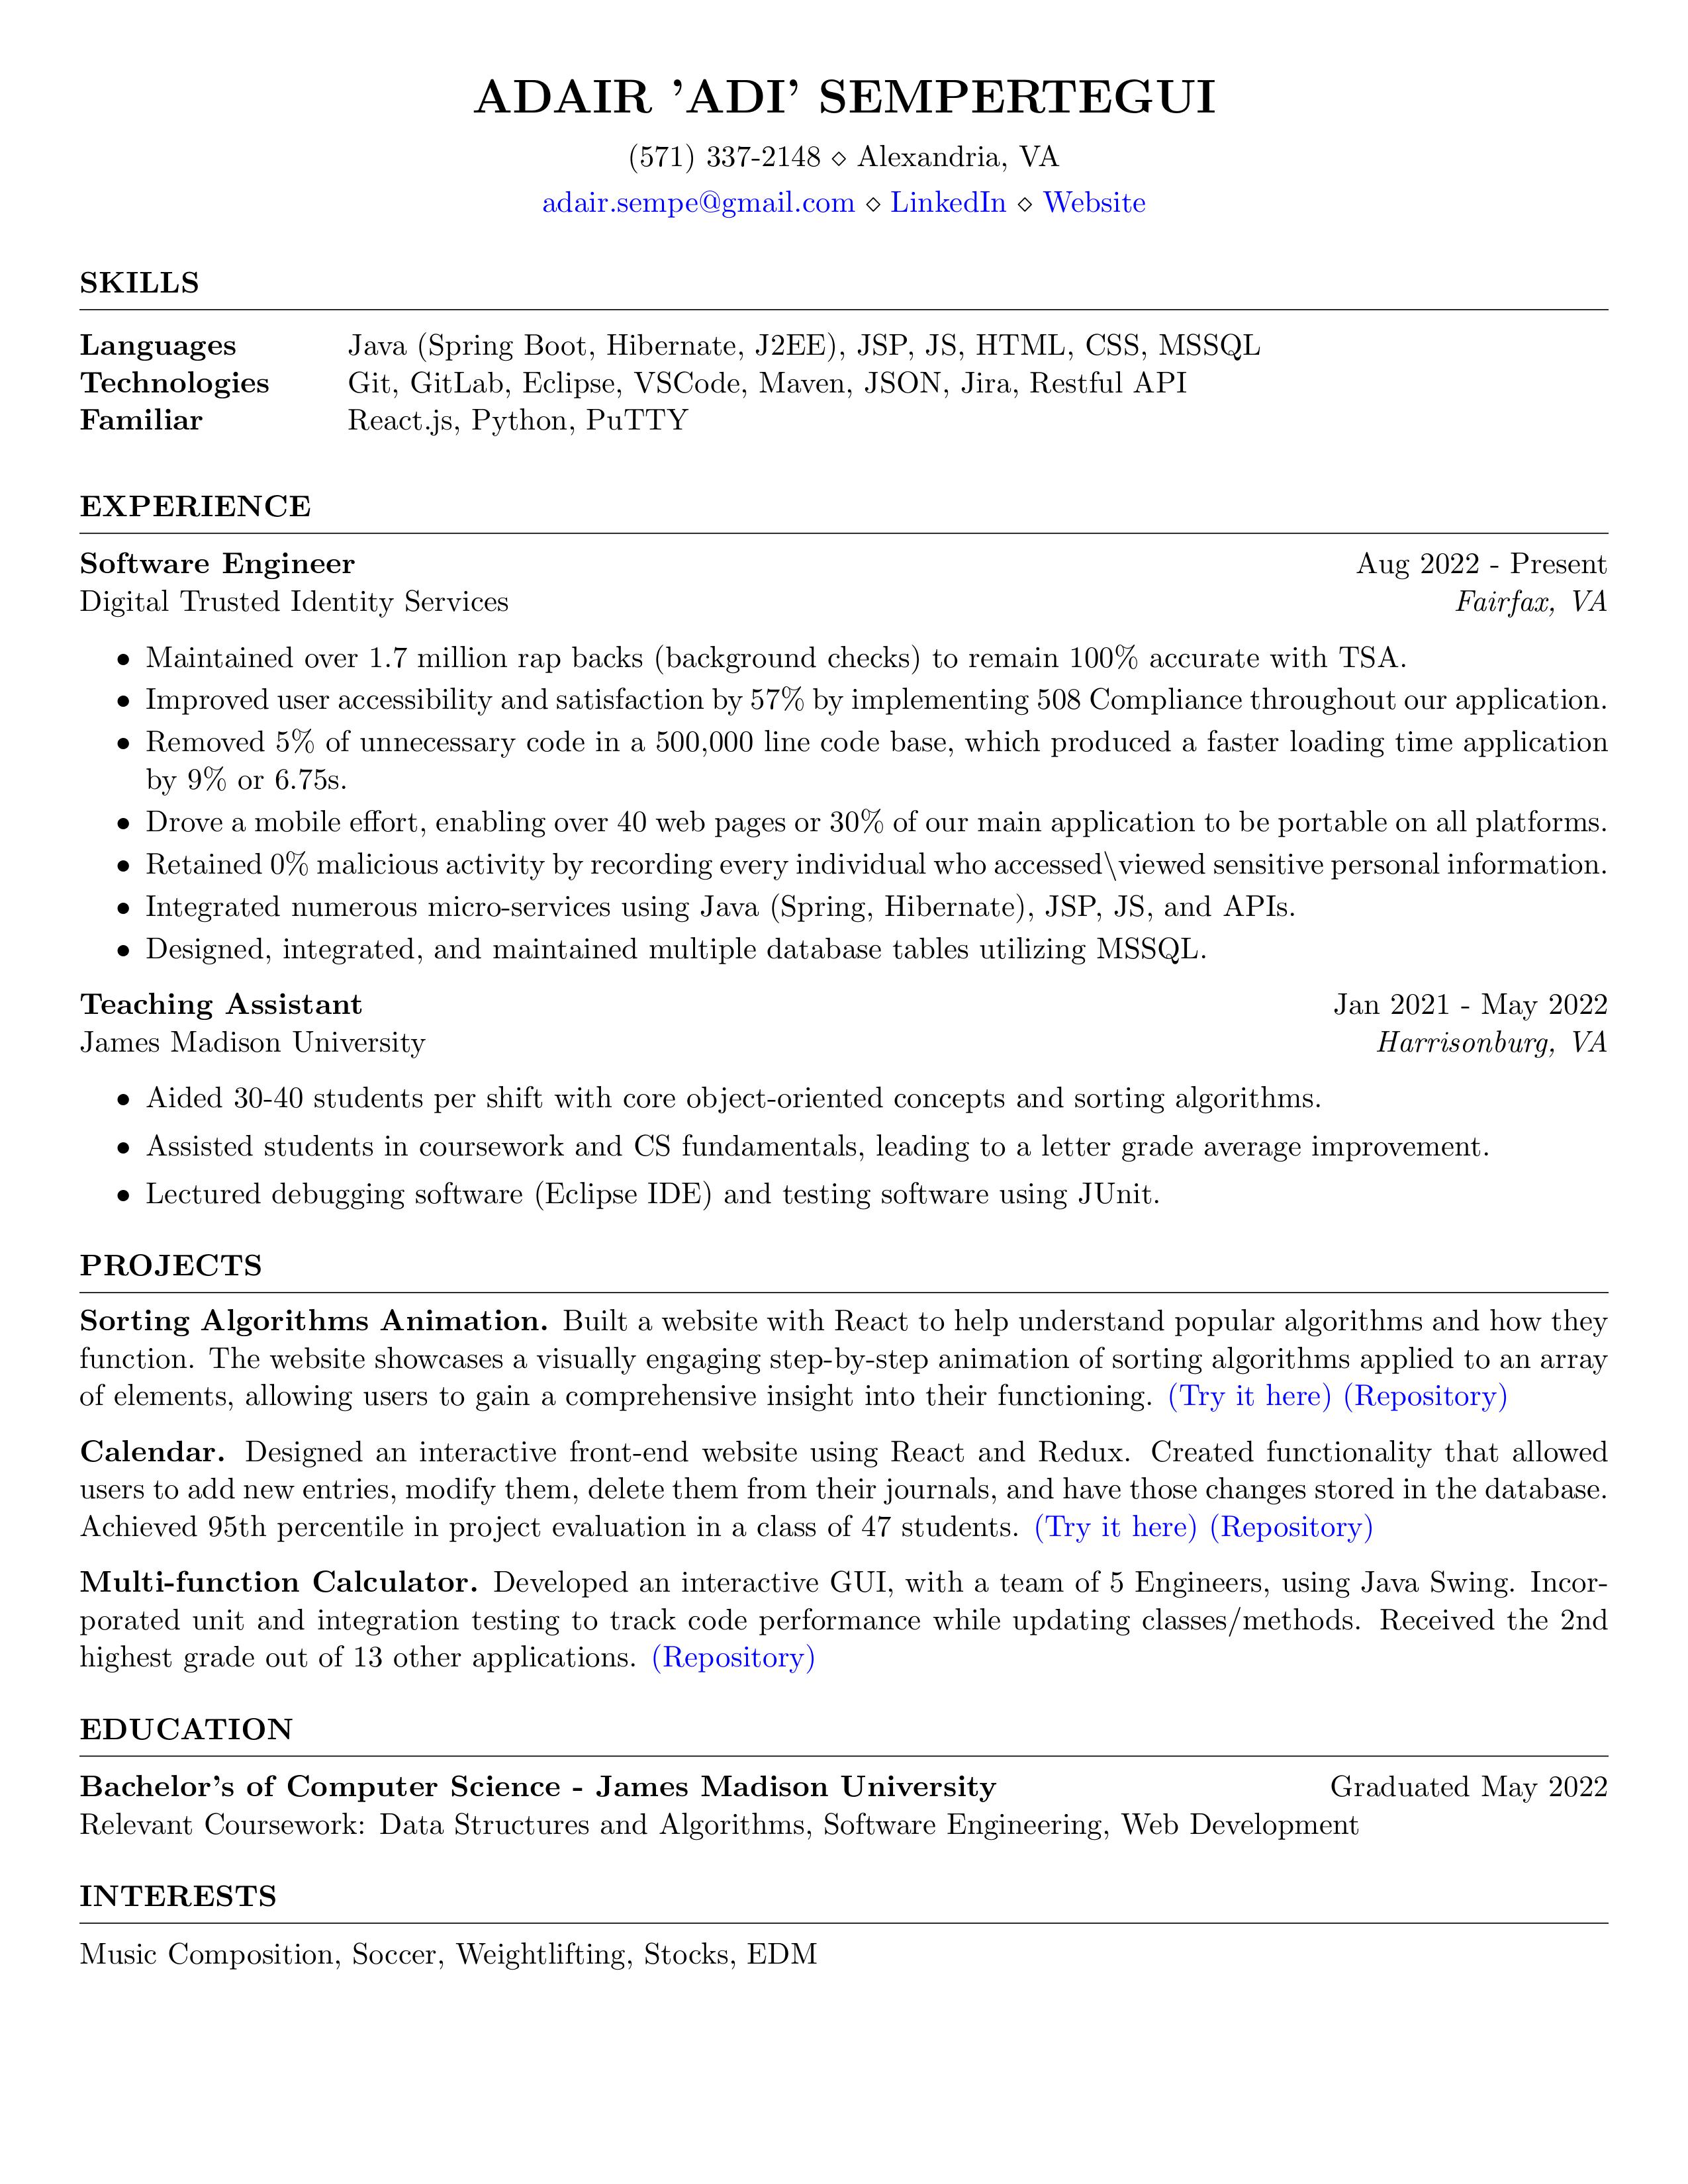 ADAIR 'ADI' SEMPERTEGUI
(571) 337-2148 ⋄ Alexandria, VA
adair.sempe@gmail.com ⋄ LinkedIn ⋄ Website
SKILLS
Languages Java (Spring Boot, Hibernate, J2EE), JSP, JS, HTML, CSS, MSSQL
Technologies Git, GitLab, Eclipse, VSCode, Maven, JSON, Jira, Restful API
Familiar React.js, Python, PuTTY
EXPERIENCE
Software Engineer Aug 2022 - Present
Digital Trusted Identity Services Fairfax, VA
• Maintained over 1.7 million rap backs (background checks) to remain 100% accurate with TSA.
• Improved user accessibility and satisfaction by 57% by implementing 508 Compliance throughout our application.
• Removed 5% of unnecessary code in a 500,000 line code base, which produced a faster loading time application
by 9% or 6.75s.
• Drove a mobile effort, enabling over 40 web pages or 30% of our main application to be portable on all platforms.
• Retained 0% malicious activity by recording every individual who accessed\viewed sensitive personal information.
• Integrated numerous micro-services using Java (Spring, Hibernate), JSP, JS, and APIs.
• Designed, integrated, and maintained multiple database tables utilizing MSSQL.
Teaching Assistant Jan 2021 - May 2022
James Madison University Harrisonburg, VA
• Aided 30-40 students per shift with core object-oriented concepts and sorting algorithms.
• Assisted students in coursework and CS fundamentals, leading to a letter grade average improvement.
• Lectured debugging software (Eclipse IDE) and testing software using JUnit.
PROJECTS
Sorting Algorithms Animation. Built a website with React to help understand popular algorithms and how they
function. The website showcases a visually engaging step-by-step animation of sorting algorithms applied to an array
of elements, allowing users to gain a comprehensive insight into their functioning. (Try it here) (Repository)
Calendar. Designed an interactive front-end website using React and Redux. Created functionality that allowed
users to add new entries, modify them, delete them from their journals, and have those changes stored in the database.
Achieved 95th percentile in project evaluation in a class of 47 students. (Try it here) (Repository)
Multi-function Calculator. Developed an interactive GUI, with a team of 5 Engineers, using Java Swing. Incor-
porated unit and integration testing to track code performance while updating classes/methods. Received the 2nd
highest grade out of 13 other applications. (Repository)
EDUCATION
Bachelor's of Computer Science - James Madison University Graduated May 2022
Relevant Coursework: Data Structures and Algorithms, Software Engineering, Web Development
INTERESTS
Music Composition, Soccer, Weightlifting, Stocks, EDM